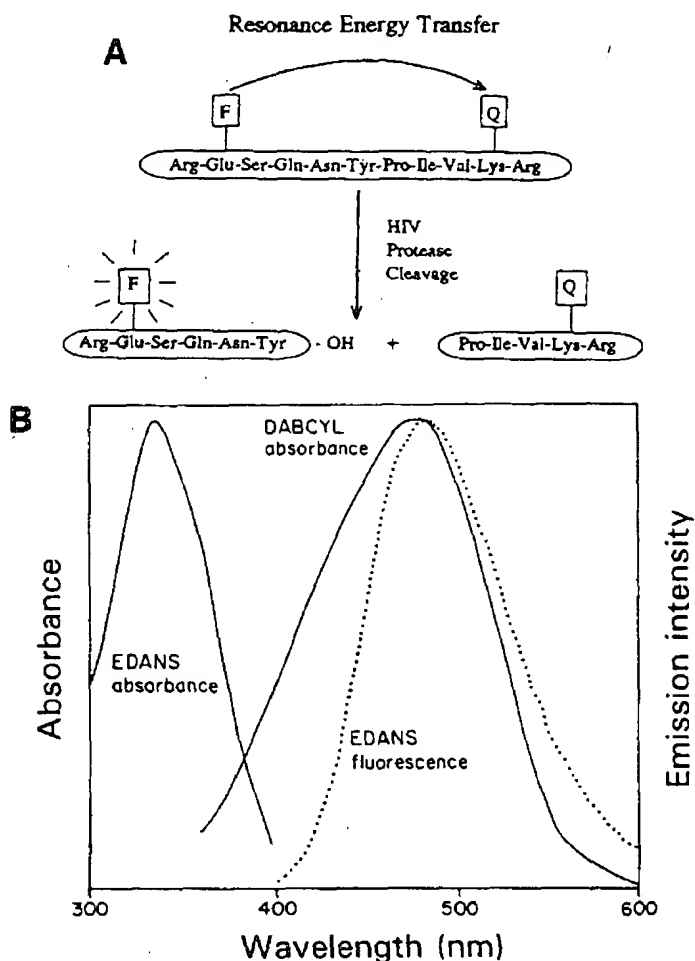 Resonance Energy Transfer
A
F
Q
Arg-Glu-Ser-Gln-Asn-Tyr-Pro-Ile-Val-Lys-Arg
HIV
Protease
Cleavage
F
Q
Arg-Glu-Ser-Gln-Asn-Tyr - OH + Pro-Ile-Val-Lys-Arg
B
DABCYL
absorbance
EDANS
absorbance
EDANS
fluorescence
Absorbance
Emission intensity
300 400 500 600
Wavelength (nm)